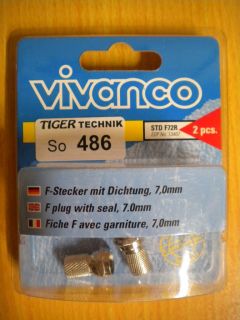 vivanco
TIGER TECHNIK
So 486
STD F72R
2 pcs.
F-Stecker mit Dichtung, 7,0mm
F plug with seal, 7.0mm
Fiche F avec garniture, 7,0mm